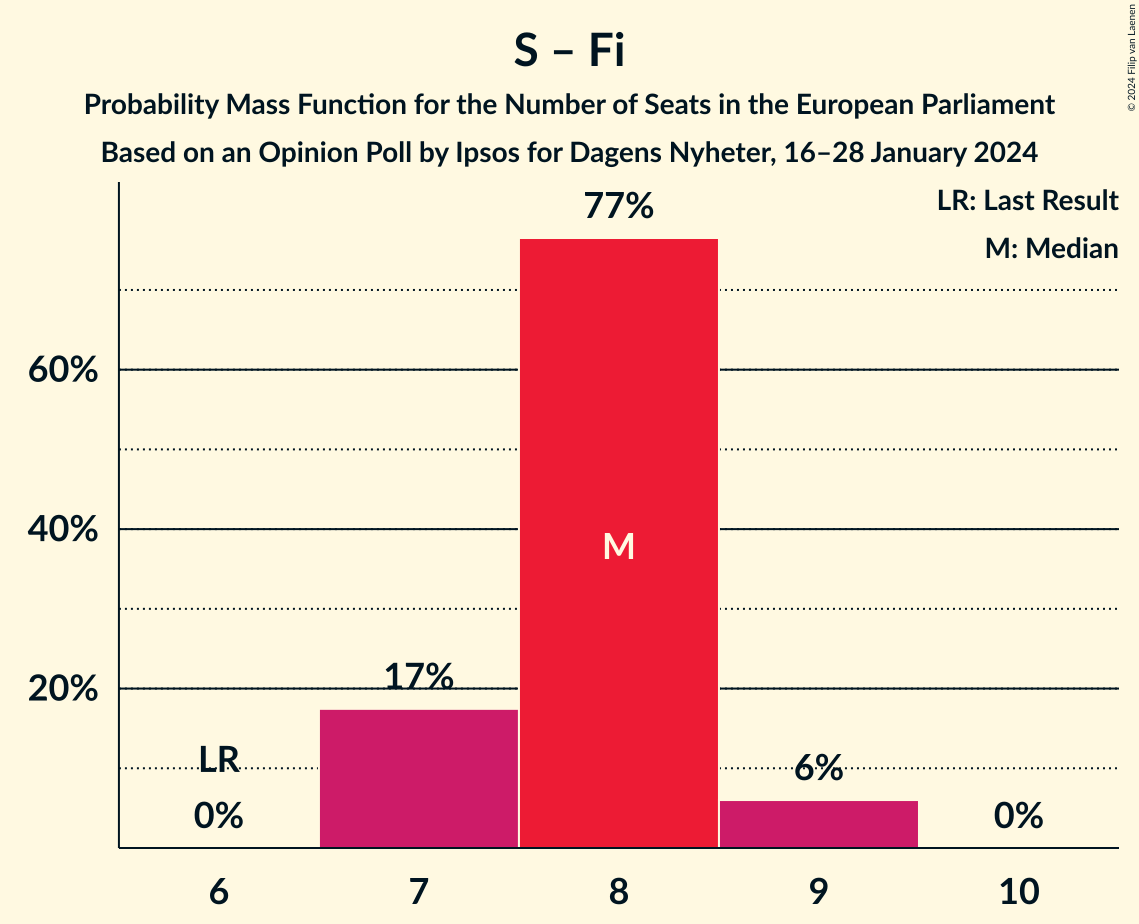 S – Fi
Probability Mass Function for the Number of Seats in the European Parliament
Based on an Opinion Poll by Ipsos for Dagens Nyheter, 16–28 January 2024
© 2024 Filip van Laenen
LR: Last Result
M: Median
77%
60%
40%
M
20%
17%
LR
6%
0%
0%
6
7
8
9
10